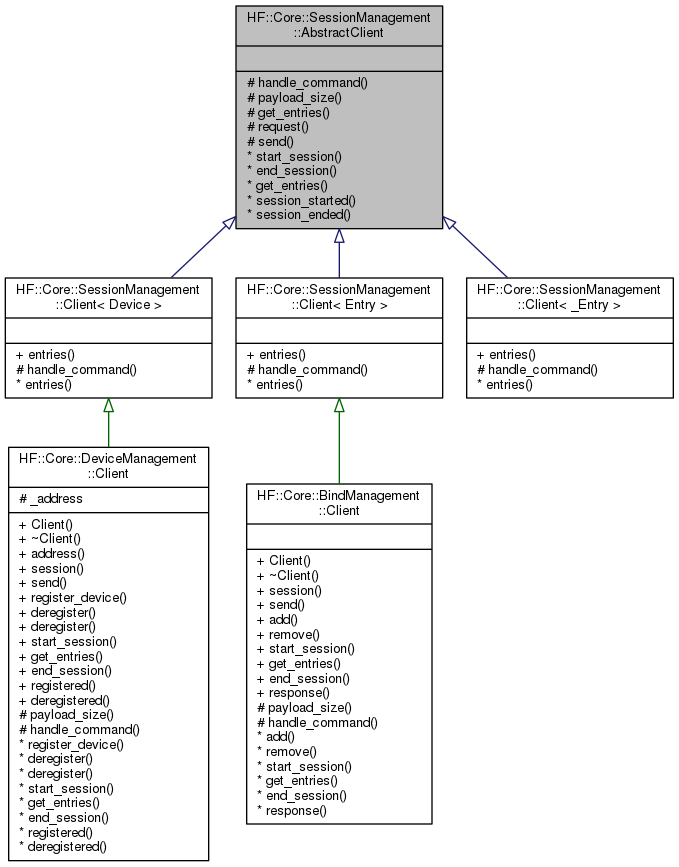 HF::Core::SessionManagement
::AbstractClient
# handle_command()
# payload_size()
# get_entries()
# request()
# send()
* start_session()
* end_session()
* get_entries()
* session_started()
* session_ended()
HF::Core::SessionManagement
::Client< Device >
+ entries()
# handle_command()
* entries()
HF::Core::SessionManagement
::Client< Entry >
+ entries()
# handle_command()
* entries()
HF::Core::SessionManagement
::Client< _Entry >
+ entries()
# handle_command()
* entries()
HF::Core::DeviceManagement
::Client
# _address
+ Client()
+ ~Client()
+ address()
+ session()
+ send()
+ register_device()
+ deregister()
+ deregister()
+ start_session()
+ get_entries()
+ end_session()
+ registered()
+ deregistered()
# payload_size()
# handle_command()
* register_device()
* deregister()
* deregister()
* start_session()
* get_entries()
* end_session()
* registered()
* deregistered()
HF::Core::BindManagement
::Client
+ Client()
+ ~Client()
+ session()
+ send()
+ add()
+ remove()
+ start_session()
+ get_entries()
+ end_session()
+ response()
# payload_size()
# handle_command()
* add()
* remove()
* start_session()
* get_entries()
* end_session()
* response()